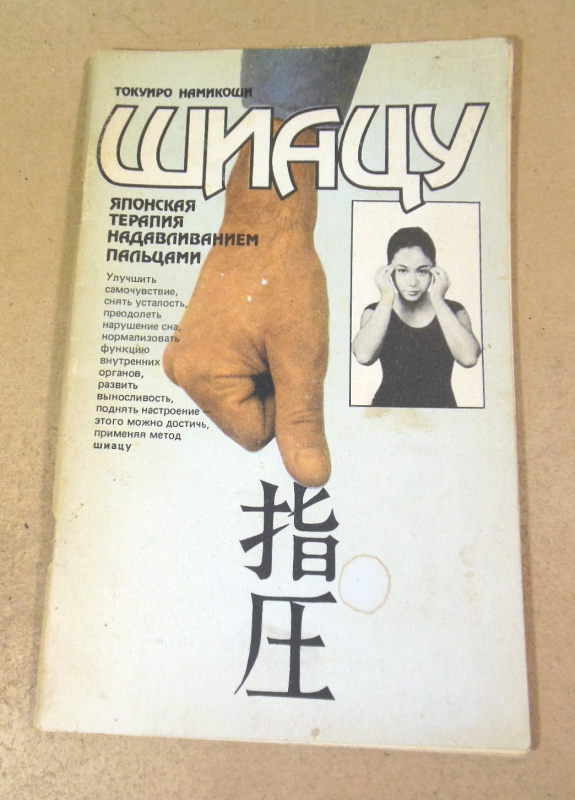 ТОКУИРО НАМИКОШИ
ШИАЦУ
ЯПОНСКАЯ
ТЕРАПИЯ
НАДАВЛИВАНИЕМ
ПАЛЬЦАМИ
Улучшить
самочувствие,
снять усталость,
преодолеть
нарушение сна,
нормализовать
функцию
внутренних
органов,
развить
выносливость,
поднять настроение –
этого можно достичь,
применяя метод
шиацу
指
圧